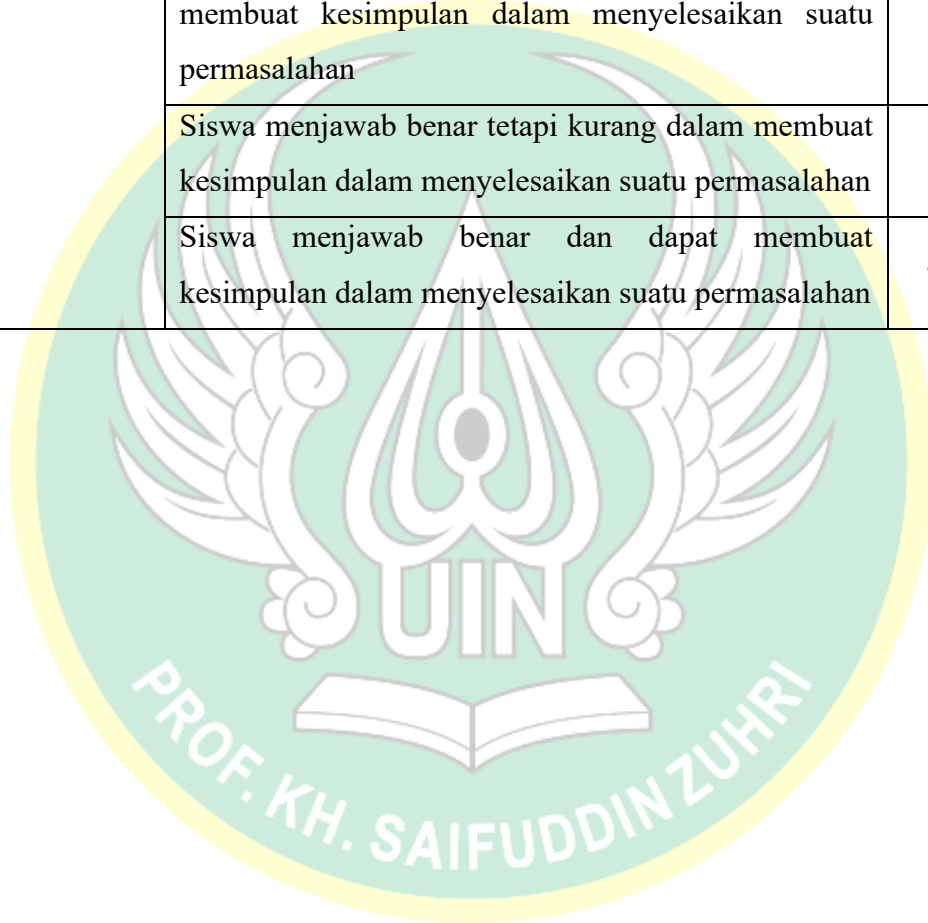 membuat kesimpulan dalam menyelesaikan suatu
permasalahan
Siswa menjawab benar tetapi kurang dalam membuat
kesimpulan dalam menyelesaikan suatu permasalahan
Siswa menjawab benar dan dapat membuat
kesimpulan dalam menyelesaikan suatu permasalahan
UIN
PROF. KH. SAIFUDDIN ZUHRI